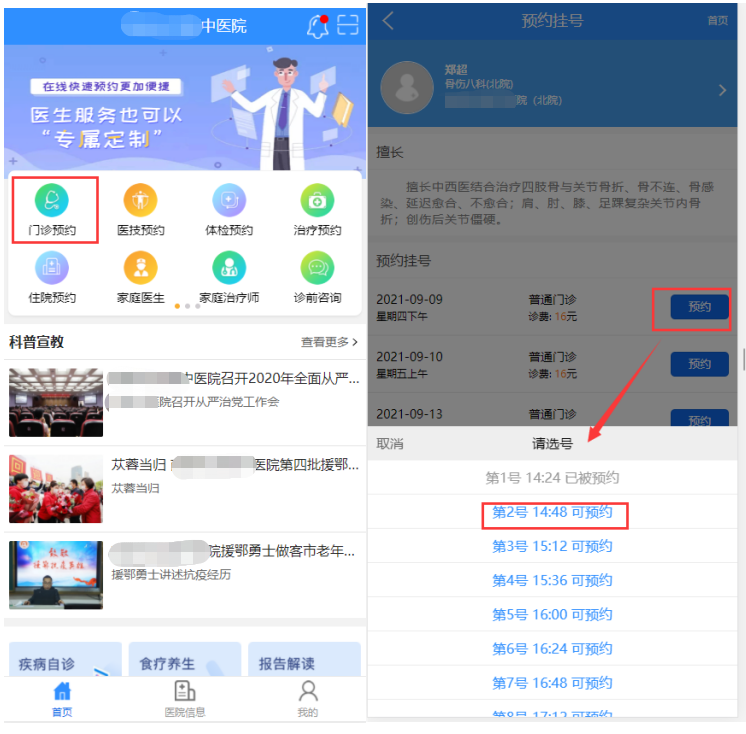 中医院
在线快速预约更加便捷
医生服务也可以
“专属定制”
门诊预约
医技预约
体检预约
治疗预约
住院预约
家庭医生
家庭治疗师
诊前咨询
科普宣教
查看更多
中医院召开2020年全面从严...
院召开从严治党工作会
苁蓉当归
医院第四批援鄂...
苁蓉当归
院援鄂勇士做客市老年...
援鄂勇士讲述抗疫经历
疾病自诊
食疗养生
报告解读
首页
医院信息
我的
预约挂号
首页
郑超
骨伤八科(北院)
院（北院）
擅长
擅长中西医结合治疗四肢骨与关节骨折、骨不连、骨感
染、延迟愈合、不愈合；肩、肘、膝、足踝复杂关节内骨
折；创伤后关节僵硬。
预约挂号
2021-09-09
普通门诊
星期四下午
诊费: 16元
预约
2021-09-10
普通门诊
星期五上午
诊费: 16元
预约
2021-09-13
普通门诊
预约
取消
请选号
第1号 14:24 已被预约
第2号 14:48 可预约
第3号 15:12 可预约
第4号 15:36 可预约
第5号 16:00 可预约
第6号 16:24 可预约
第7号 16:48 可预约
第8号 17:12 可预约